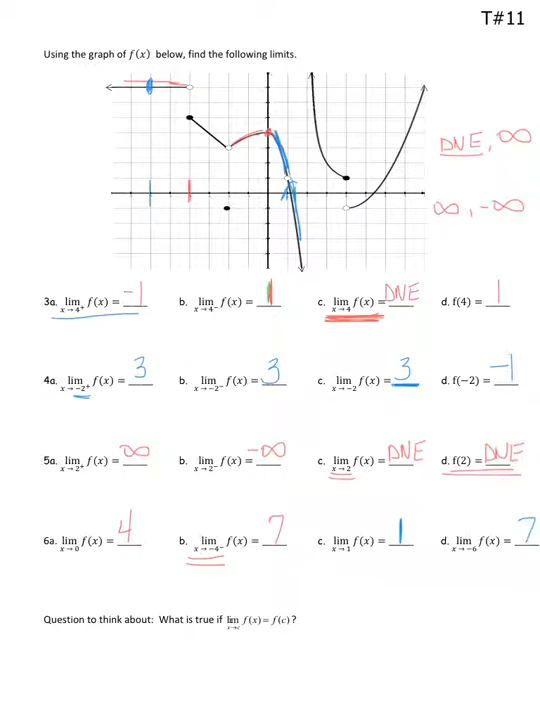 T#11
Using the graph of f(x) below, find the following limits.
DNE, ∞
∞, -∞
3a. lim x→4⁺ f(x) = -1 b. lim x→4⁻ f(x) = 1 c. lim x→4 f(x) = DNE d. f(4) = 1
4a. lim x→-2⁺ f(x) = 3 b. lim x→-2⁻ f(x) = 3 c. lim x→-2 f(x) = 3 d. f(-2) = -1
5a. lim x→2⁺ f(x) = ∞ b. lim x→2⁻ f(x) = -∞ c. lim x→2 f(x) = DNE d. f(2) = DNE
6a. lim x→0 f(x) = 4 b. lim x→-4⁻ f(x) = 7 c. lim x→1 f(x) = 1 d. lim x→-6 f(x) = 7
Question to think about: What is true if lim x→c f(x) = f(c)?